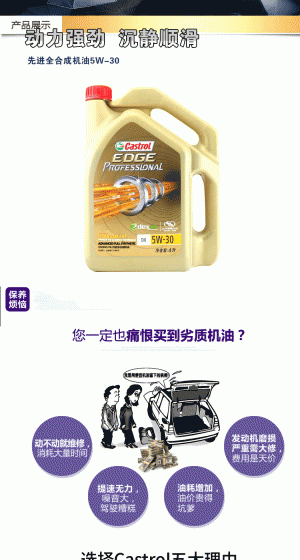 产品展示
动力强劲 沉静顺滑
先进全合成机油5W-30
Castrol
EDGE
PROFESSIONAL
dexos
ADVANCED FULL SYNTHETIC
SN
5W-30
保养
烦恼
您一定也痛恨买到劣质机油？
动不动就维修，
消耗大量时间
提速无力，
噪音大，
驾驶糟糕
油耗增加，
油价贵得
坑爹
发动机磨损
严重需大修，
费用是天价
选择Castrol五大理由